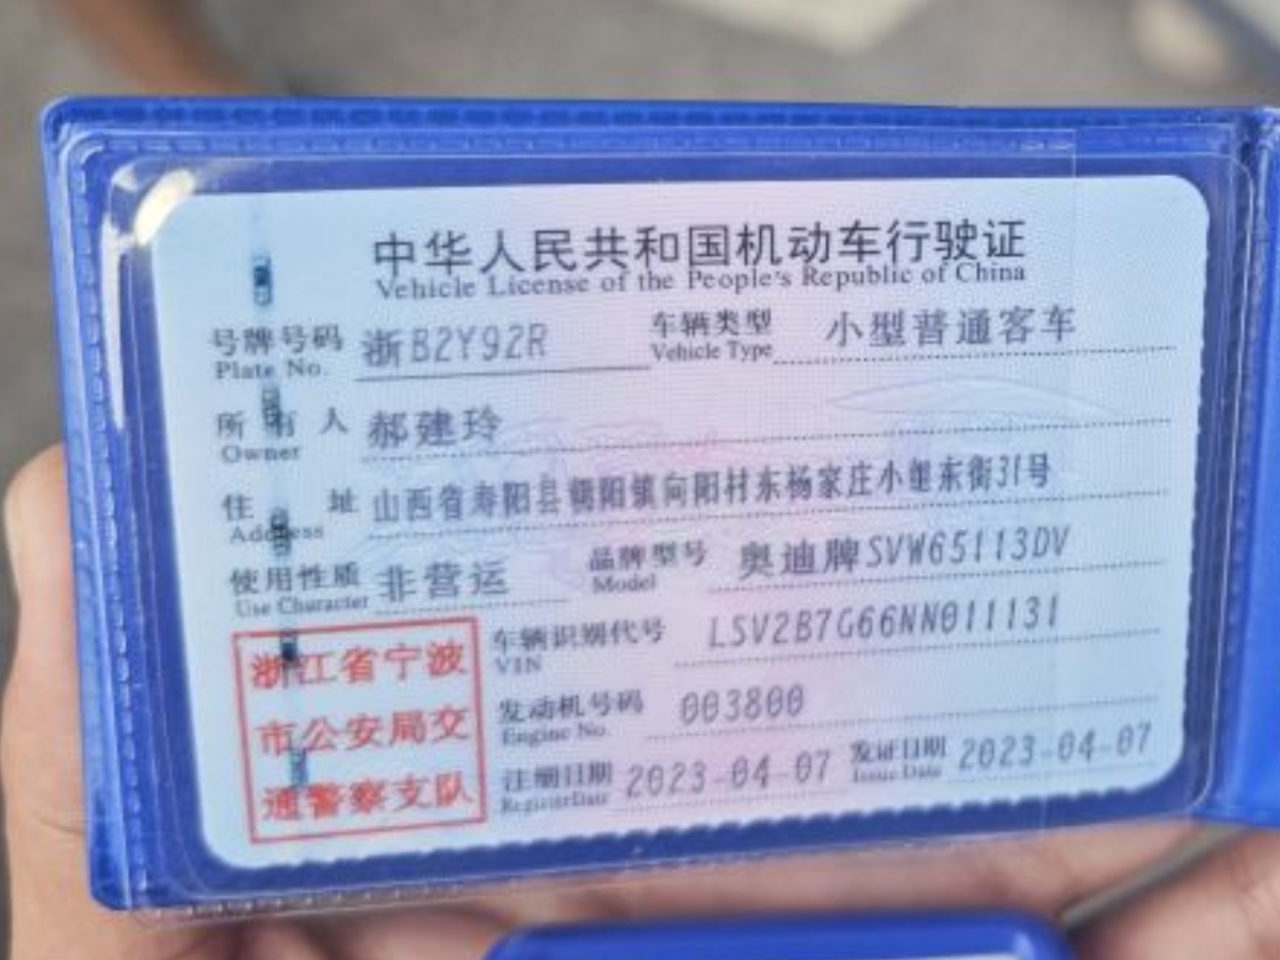 中华人民共和国机动车行驶证
Vehicle License of the People's Republic of China
号牌号码 浙B2Y92R 车辆类型 小型普通客车
Plate No. Vehicle Type
所有人 郝建玲
Owner
住址 山西省寿阳县朝阳镇向阳村东杨家庄小组东街31号
Address
使用性质 非营运 品牌型号 奥迪牌SVW65113DV
Use Character Model
车辆识别代号 LSV2B7G66NN011131
VIN
发动机号码 003800
Engine No.
注册日期 2023-04-07 发证日期 2023-04-07
Register Date Issue Date
浙江省宁波
市公安局交
通警察支队